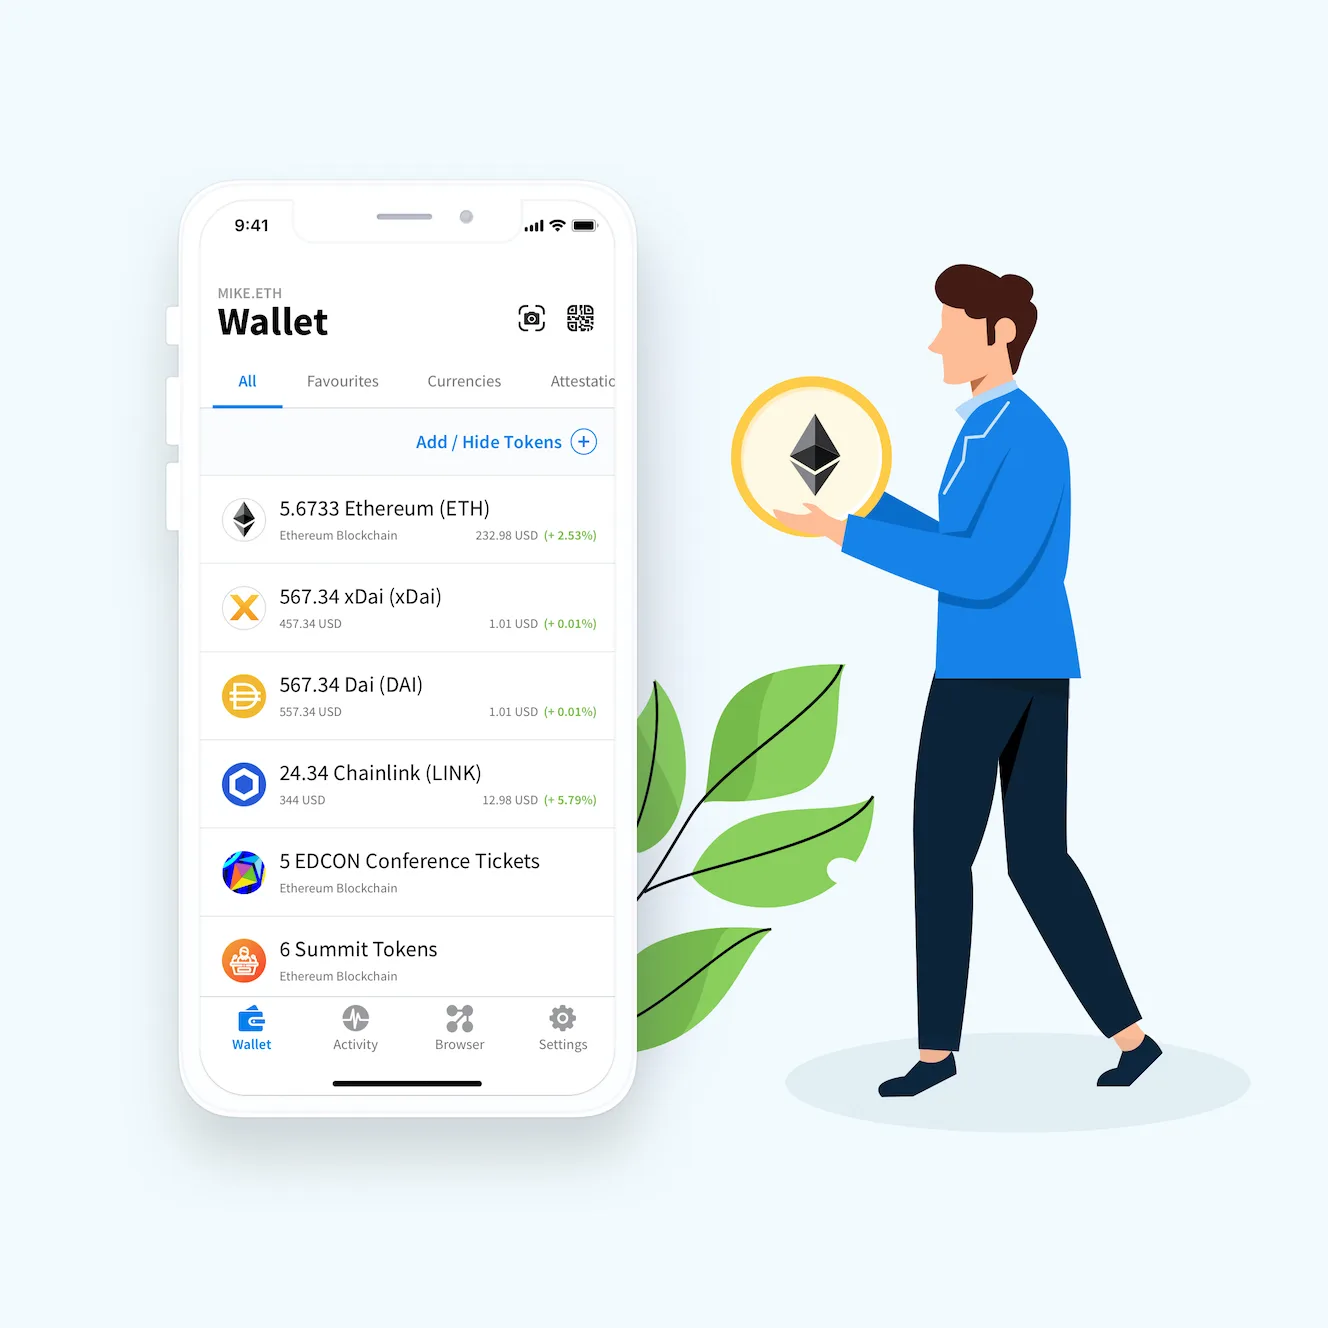 9:41
MIKE.ETH
Wallet
All Favourites Currencies Attestatic
Add / Hide Tokens
5.6733 Ethereum (ETH)
Ethereum Blockchain 232.98 USD (+ 2.53%)
567.34 xDai (xDai)
457.34 USD 1.01 USD (+ 0.01%)
567.34 Dai (DAI)
557.34 USD 1.01 USD (+ 0.01%)
24.34 Chainlink (LINK)
344 USD 12.98 USD (+ 5.79%)
5 EDCON Conference Tickets
Ethereum Blockchain
6 Summit Tokens
Ethereum Blockchain
Wallet Activity Browser Settings